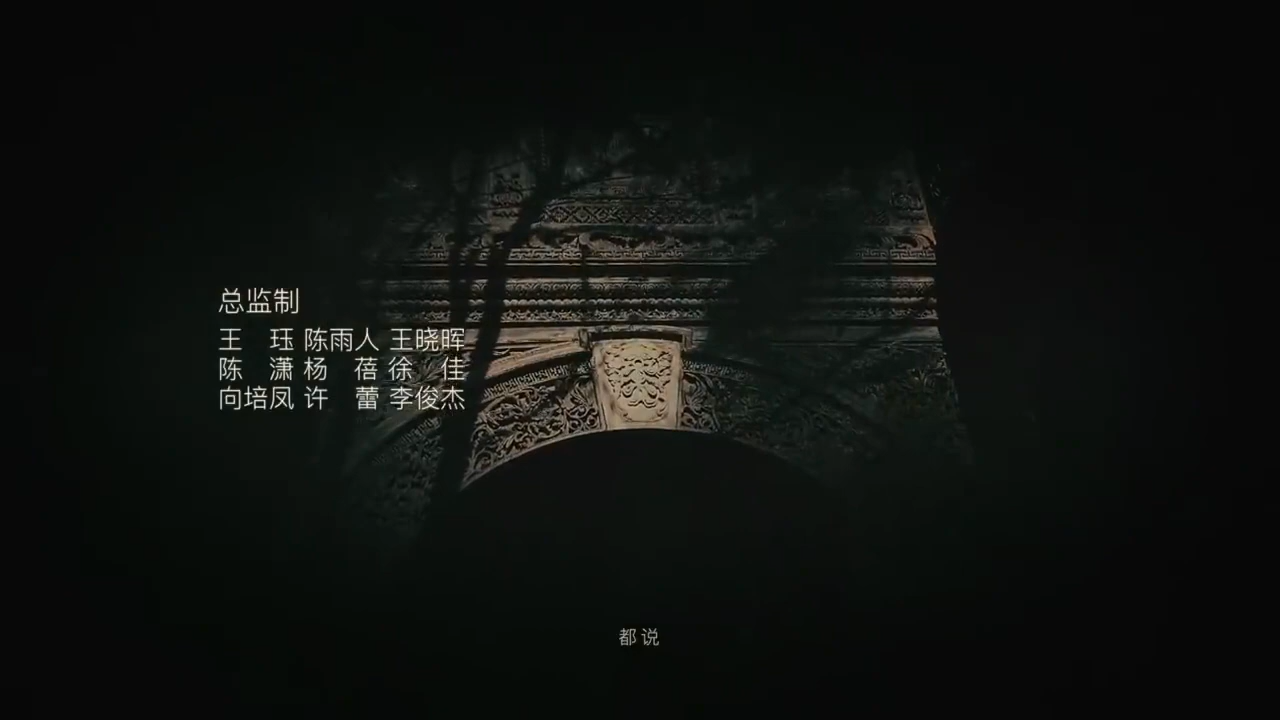 总监制
王　珏 陈雨人 王晓晖
陈　潇 杨　蓓 徐　佳
向培凤 许　蕾 李俊杰
都说